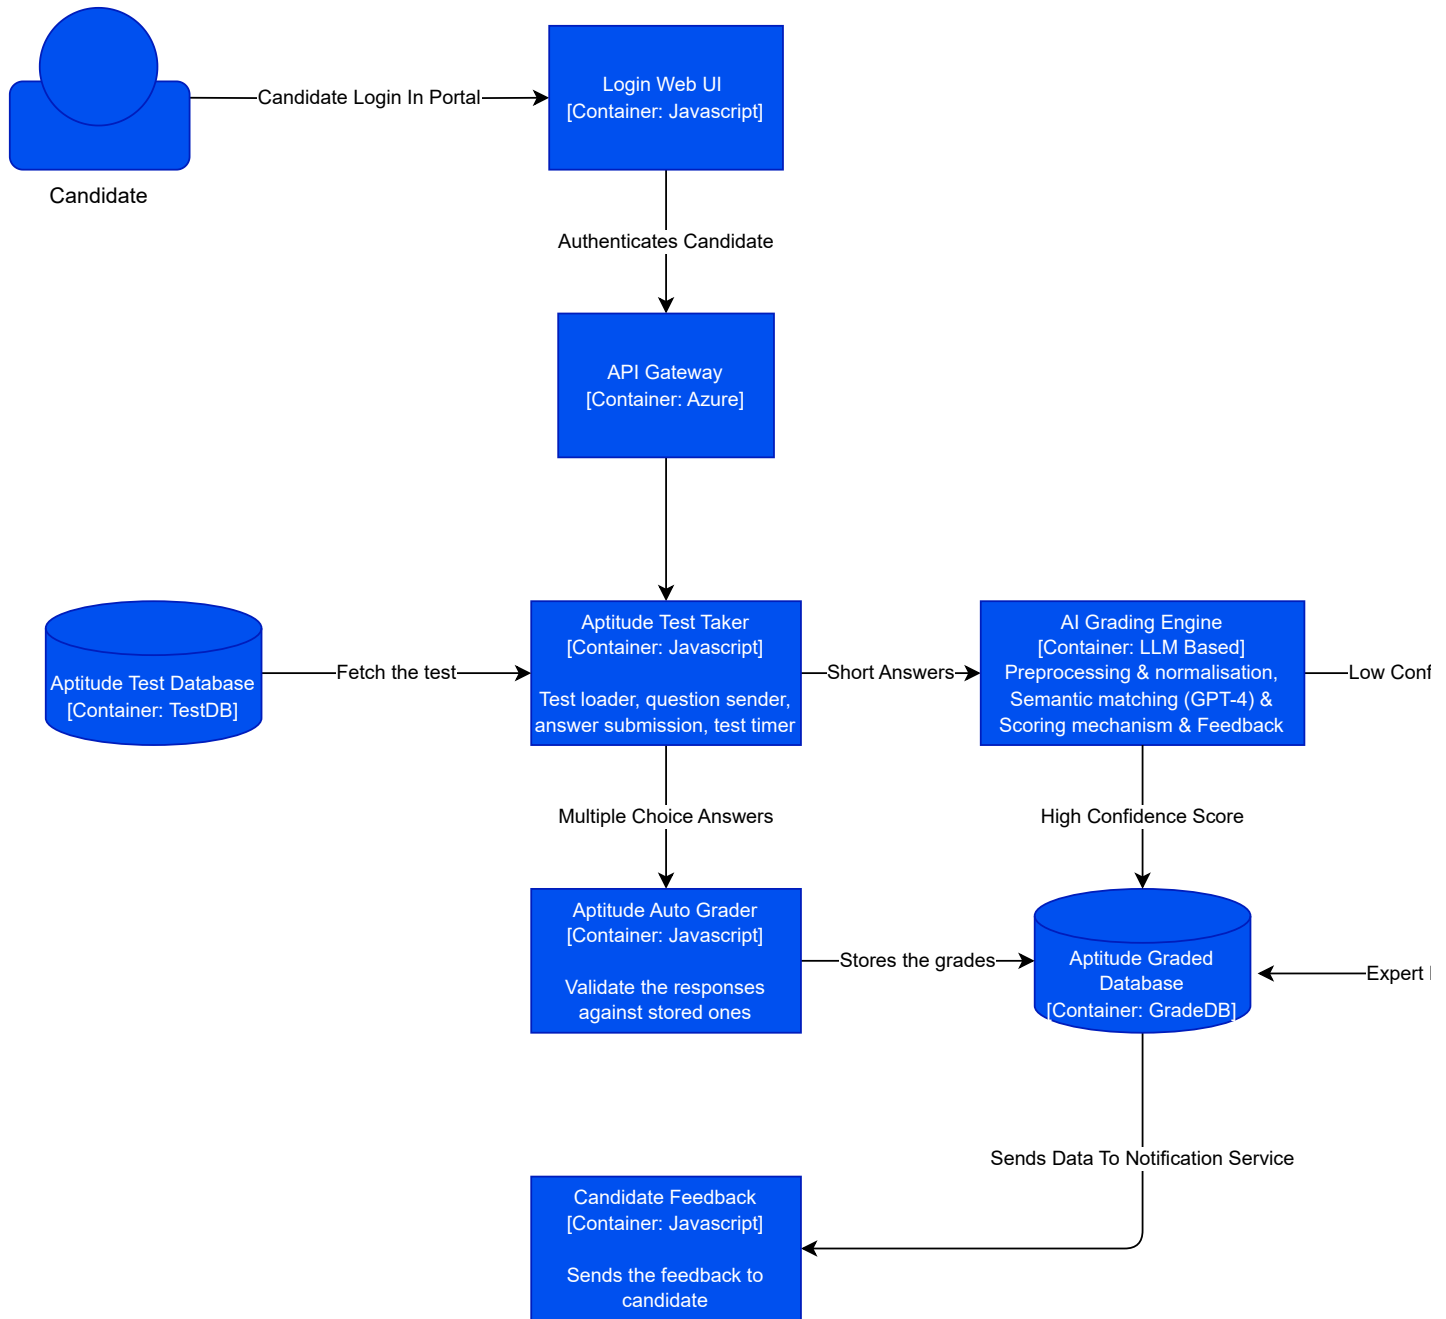 Candidate Login In Portal
Login Web UI
[Container: Javascript]
Candidate
Authenticates Candidate
API Gateway
[Container: Azure]
Aptitude Test Database
[Container: TestDB]
Fetch the test
Aptitude Test Taker
[Container: Javascript]
Test loader, question sender,
answer submission, test timer
Short Answers
AI Grading Engine
[Container: LLM Based]
Preprocessing & normalisation,
Semantic matching (GPT-4) &
Scoring mechanism & Feedback
Low
Multiple Choice Answers
High Confidence Score
Aptitude Auto Grader
[Container: Javascript]
Validate the responses
against stored ones
Stores the grades
Aptitude Graded
Database
[Container: GradeDB]
Expert
Sends Data To Notification Service
Candidate Feedback
[Container: Javascript]
Sends the feedback to
candidate